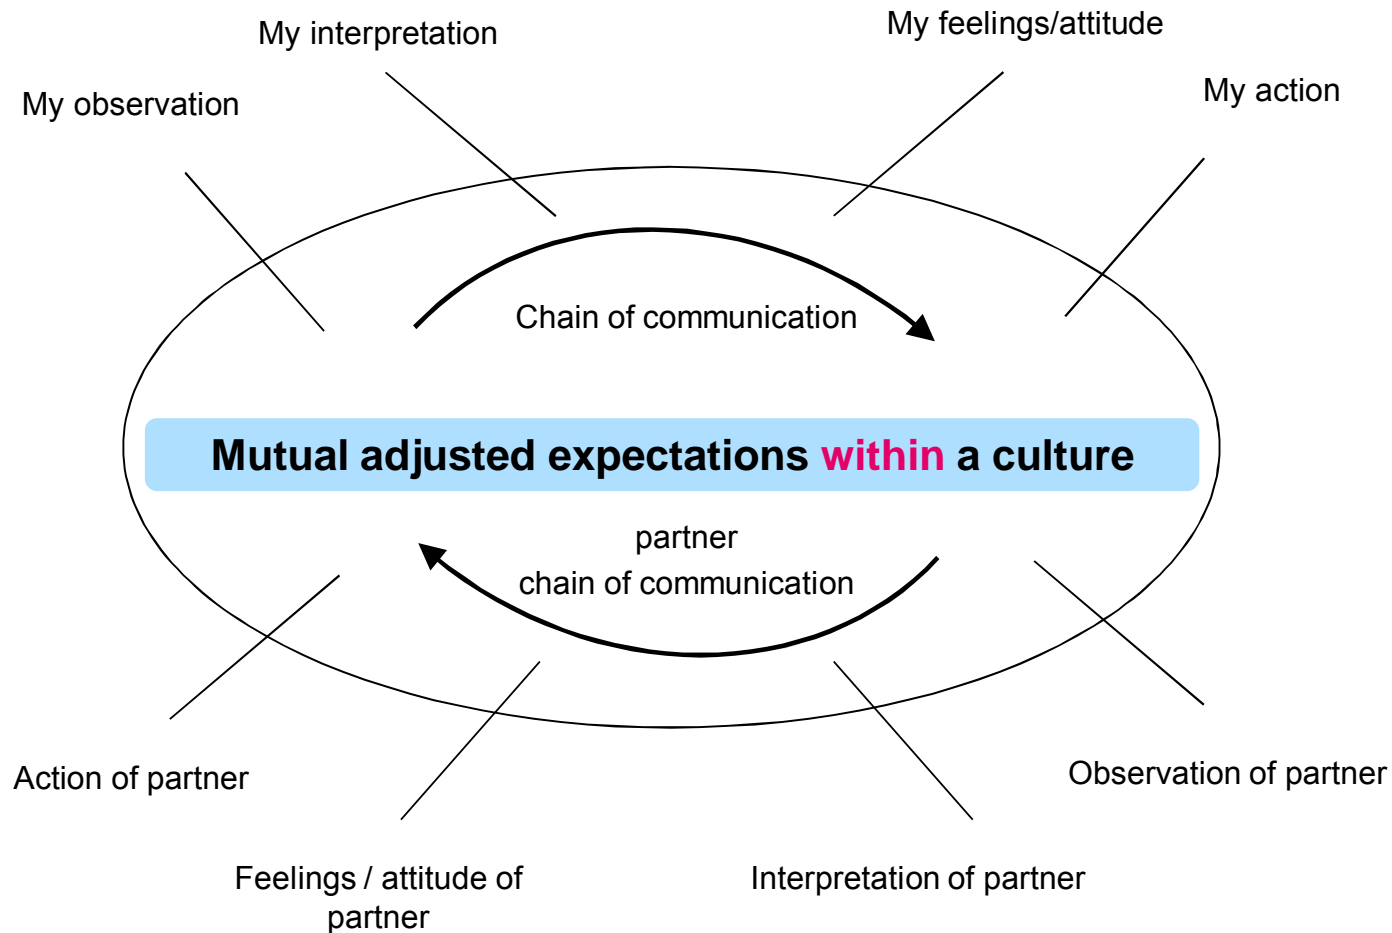 My interpretation
My feelings/attitude
My observation
My action
Chain of communication
Mutual adjusted expectations within a culture
partner
chain of communication
Action of partner
Observation of partner
Feelings / attitude of
partner
Interpretation of partner